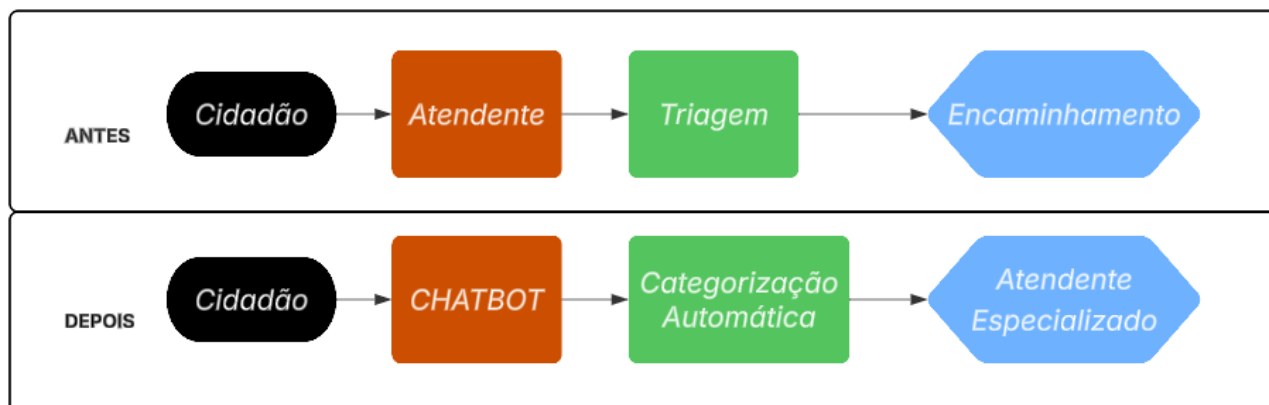 ANTES
Cidadão
Atendente
Triagem
Encaminhamento
DEPOIS
Cidadão
CHATBOT
Categorização
Automática
Atendente
Especializado